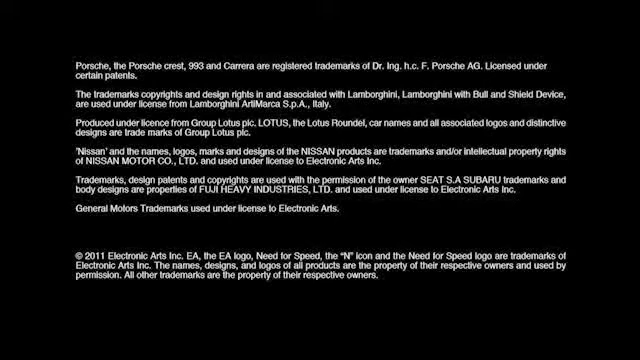 Porsche, the Porsche crest, 993 and Carrera are registered trademarks of Dr. Ing. h.c. F. Porsche AG. Licensed under
certain patents.
The trademarks copyrights and design rights in and associated with Lamborghini, Lamborghini with Bull and Shield Device,
are used under license from Lamborghini ArtiMarca S.p.A., Italy.
Produced under licence from Group Lotus plc. LOTUS, the Lotus Roundel, car names and all associated logos and distinctive
designs are trade marks of Group Lotus plc.
'Nissan' and the names, logos, marks and designs of the NISSAN products are trademarks and/or intellectual property rights
of NISSAN MOTOR CO., LTD. and used under license to Electronic Arts Inc.
Trademarks, design patents and copyrights are used with the permission of the owner SEAT S.A SUBARU trademarks and
body designs are properties of FUJI HEAVY INDUSTRIES, LTD. and used under license to Electronic Arts Inc.
General Motors Trademarks used under license to Electronic Arts.
© 2011 Electronic Arts Inc. EA, the EA logo, Need for Speed, the “N” icon and the Need for Speed logo are trademarks of
Electronic Arts Inc. The names, designs, and logos of all products are the property of their respective owners and used by
permission. All other trademarks are the property of their respective owners.